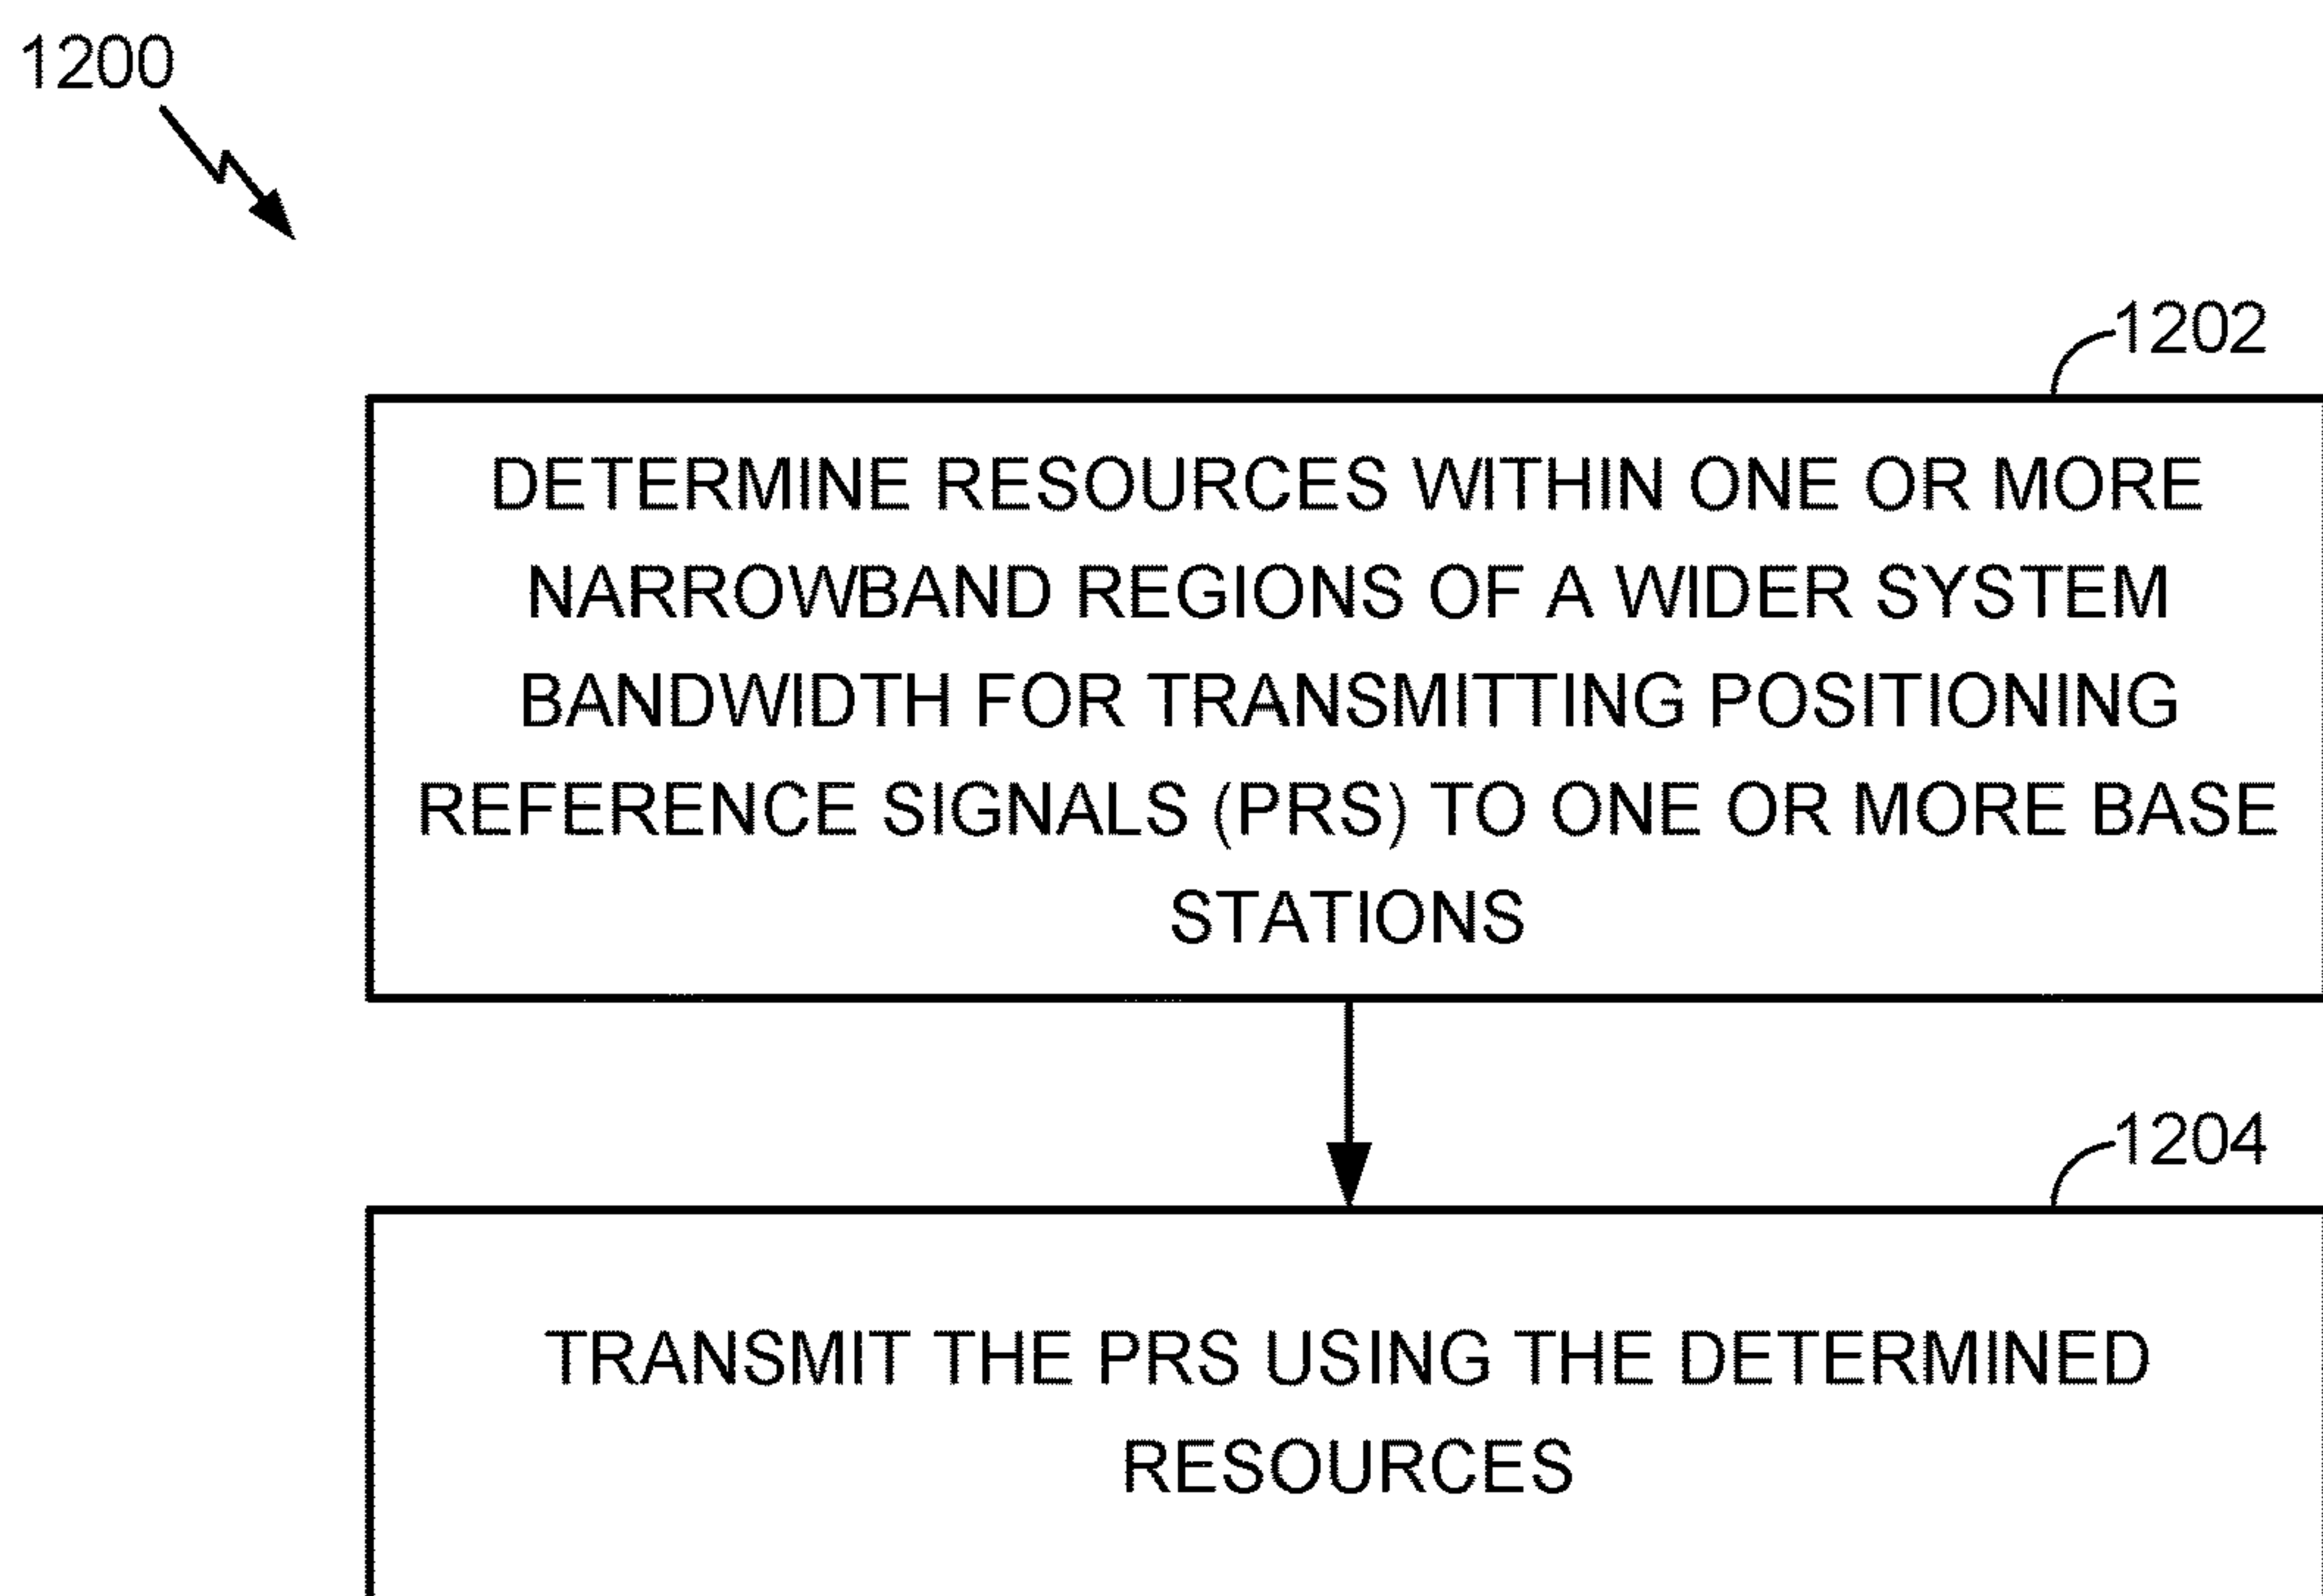 1200
1202
DETERMINE RESOURCES WITHIN ONE OR MORE
NARROWBAND REGIONS OF A WIDER SYSTEM
BANDWIDTH FOR TRANSMITTING POSITIONING
REFERENCE SIGNALS (PRS) TO ONE OR MORE BASE
STATIONS
1204
TRANSMIT THE PRS USING THE DETERMINED
RESOURCES